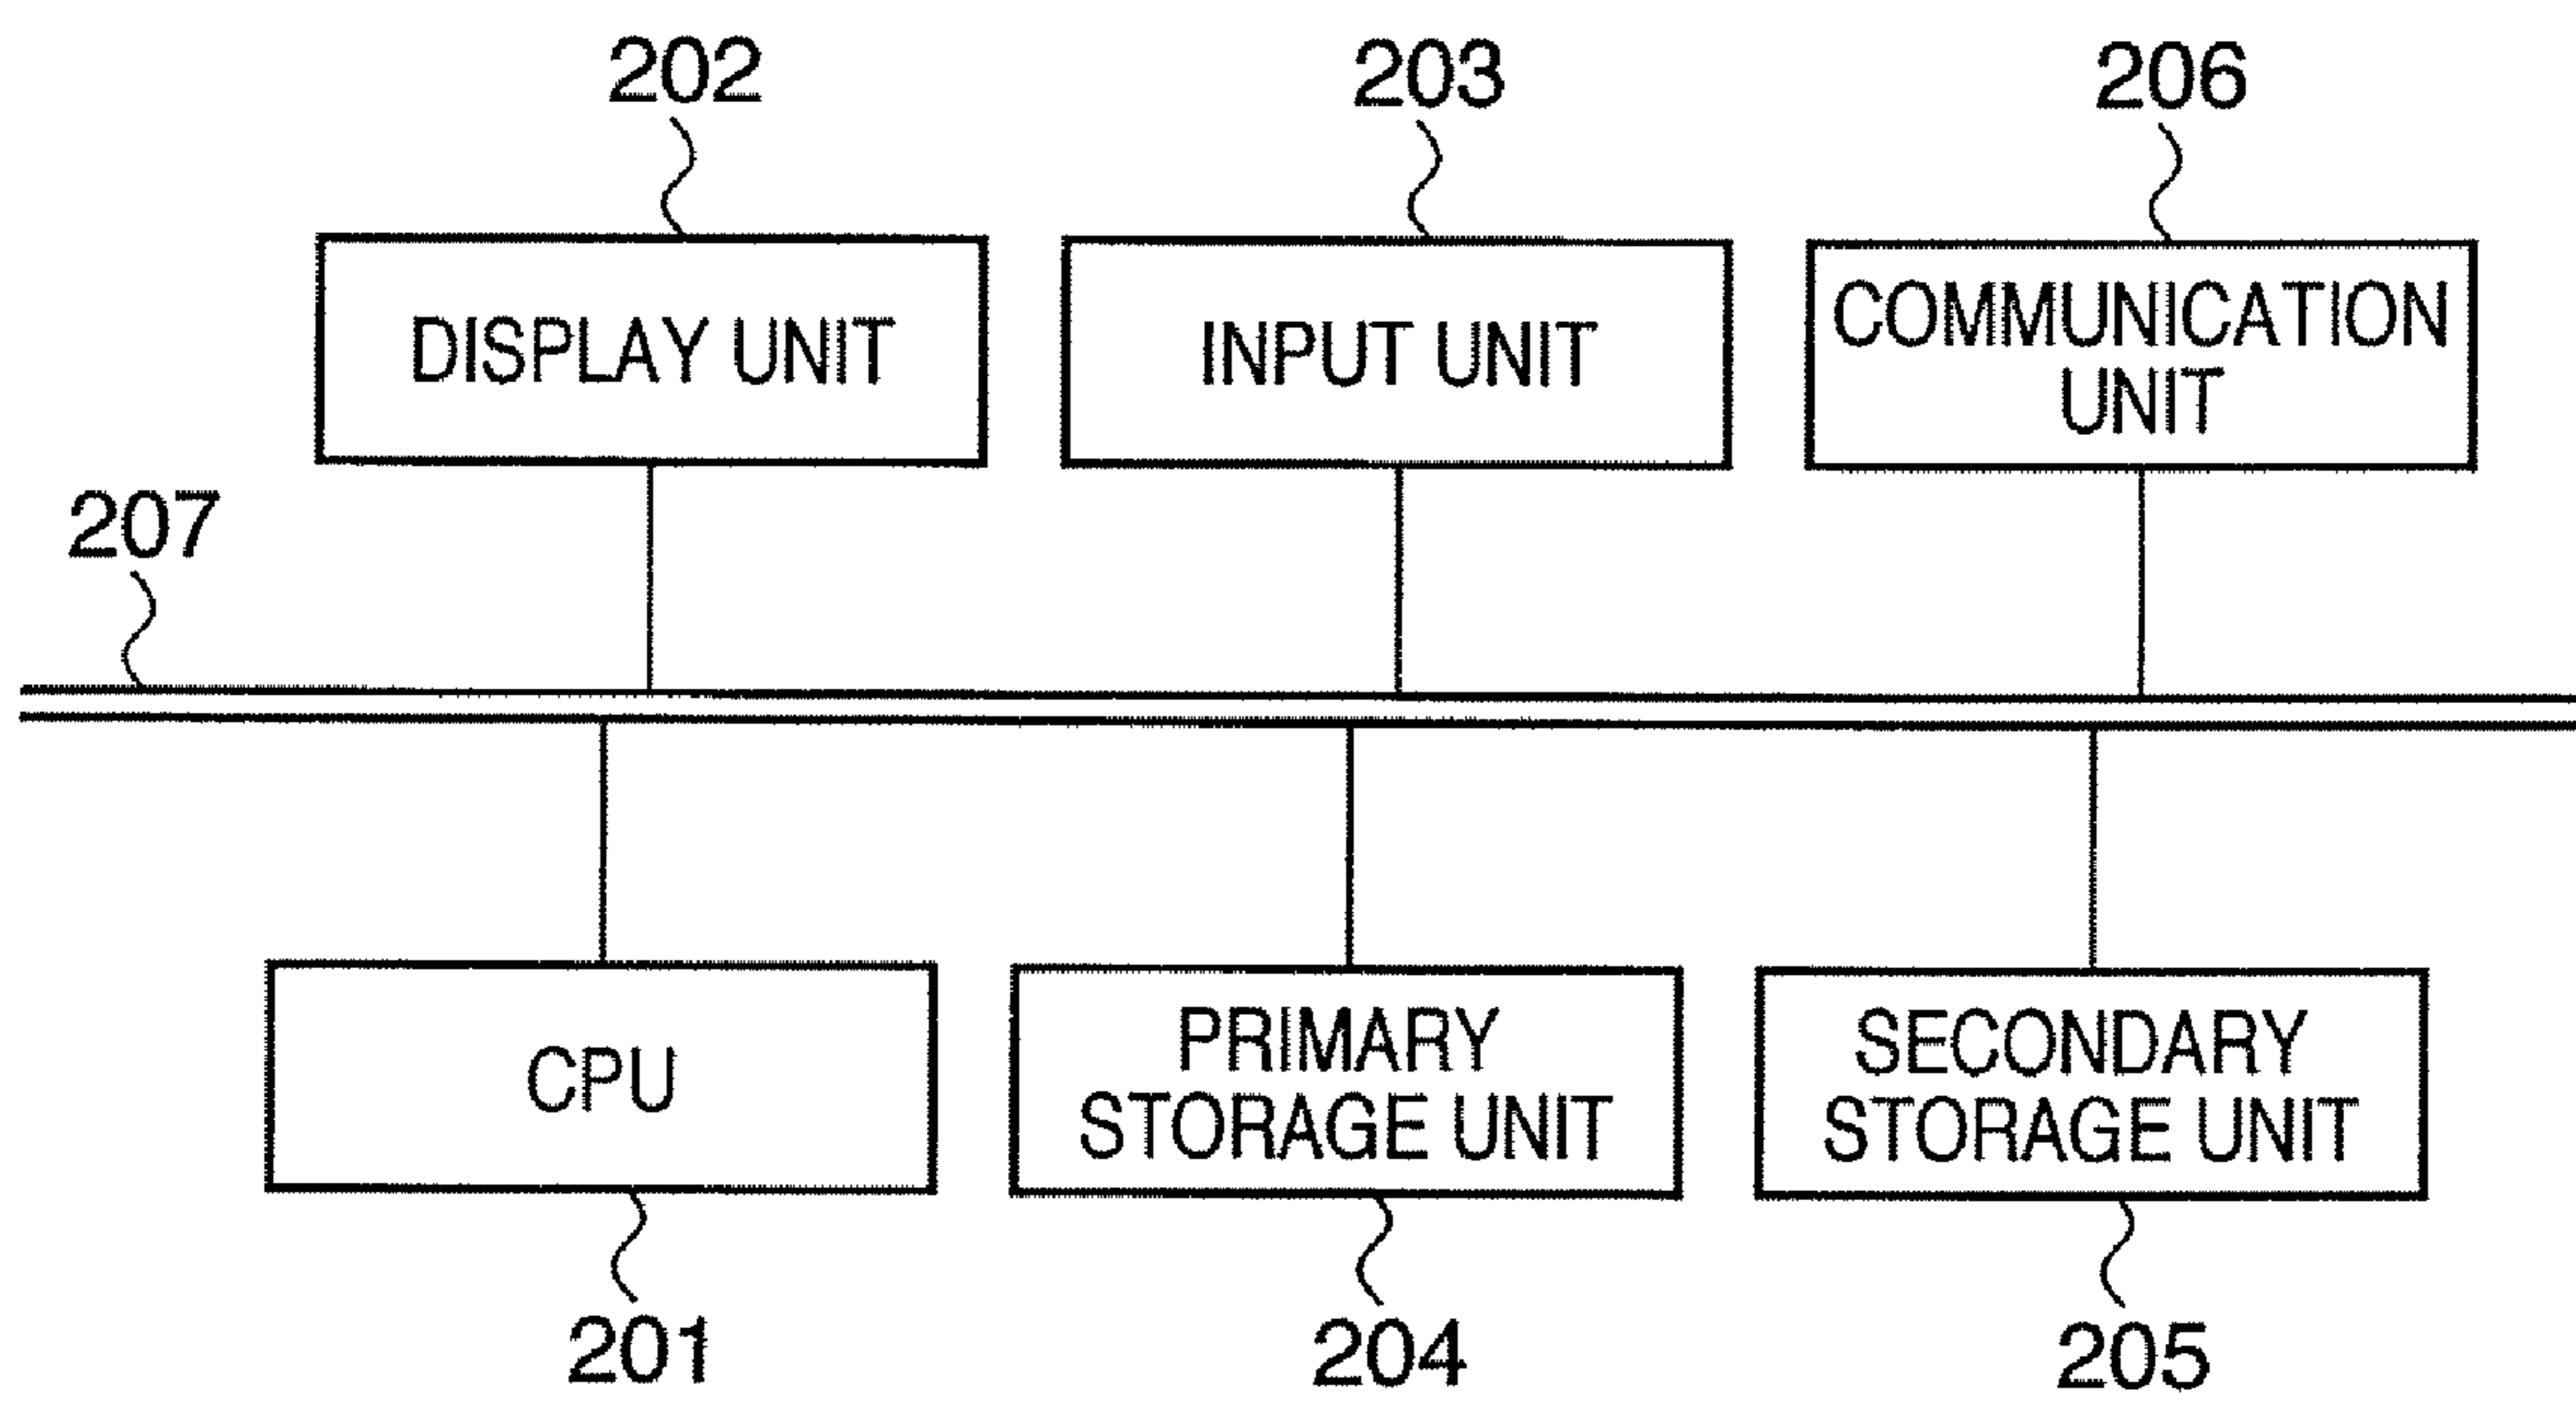 202
203
206
DISPLAY UNIT
INPUT UNIT
COMMUNICATION
UNIT
207
CPU
PRIMARY
STORAGE UNIT
SECONDARY
STORAGE UNIT
201
204
205